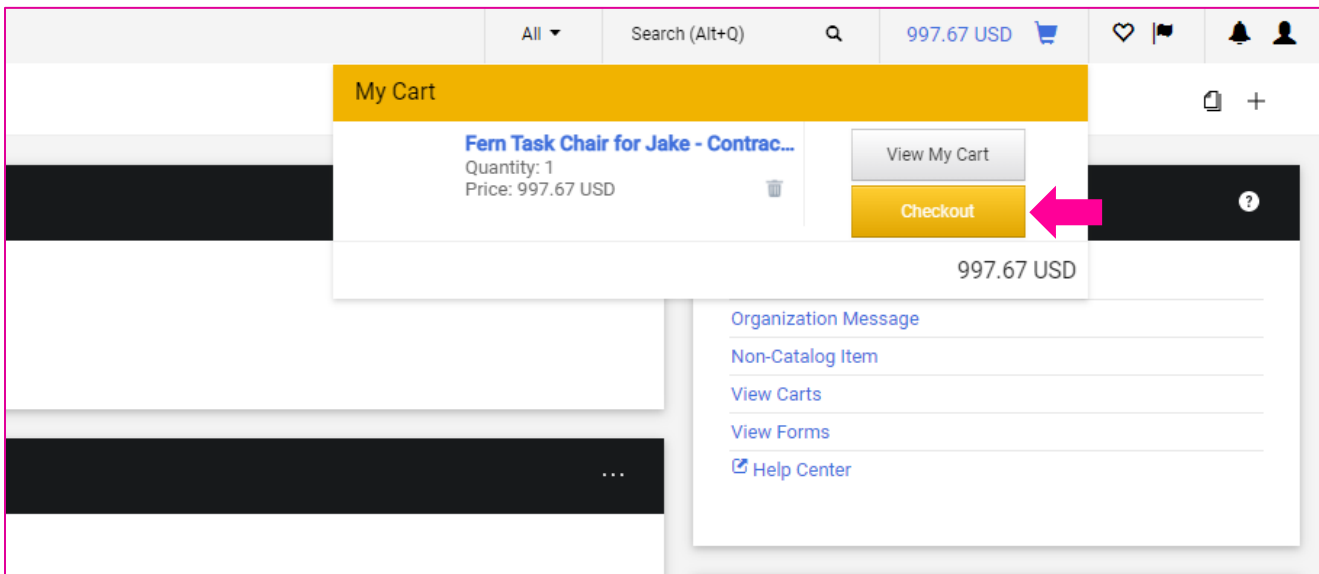 All
Search (Alt+Q)
997.67 USD
My Cart
Fern Task Chair for Jake - Contrac...
Quantity: 1
Price: 997.67 USD
View My Cart
Checkout
997.67 USD
?
Organization Message
Non-Catalog Item
View Carts
View Forms
Help Center
...